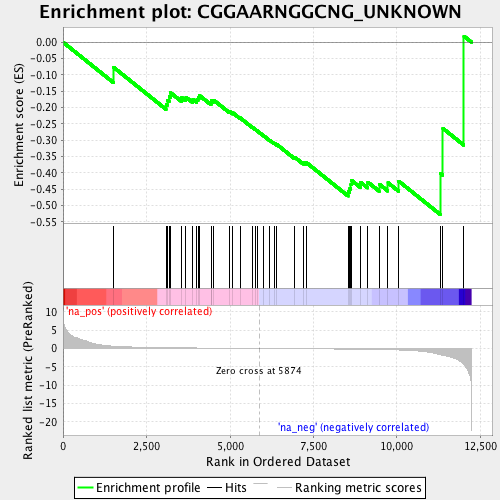 Enrichment plot: CGGAARNGGCNG_UNKNOWN
Enrichment score (ES)
0.00
-0.05
-0.10
-0.15
-0.20
-0.25
-0.30
-0.35
-0.40
-0.45
-0.50
-0.55
'na_pos' (positively correlated)
Ranked list metric (PreRanked)
10
5
0
-5
-10
-15
-20
Zero cross at 5874
'na_neg' (negatively correlated)
0
2,500
5,000
7,500
10,000
12,500
Rank in Ordered Dataset
Enrichment profile
Hits
Ranking metric scores